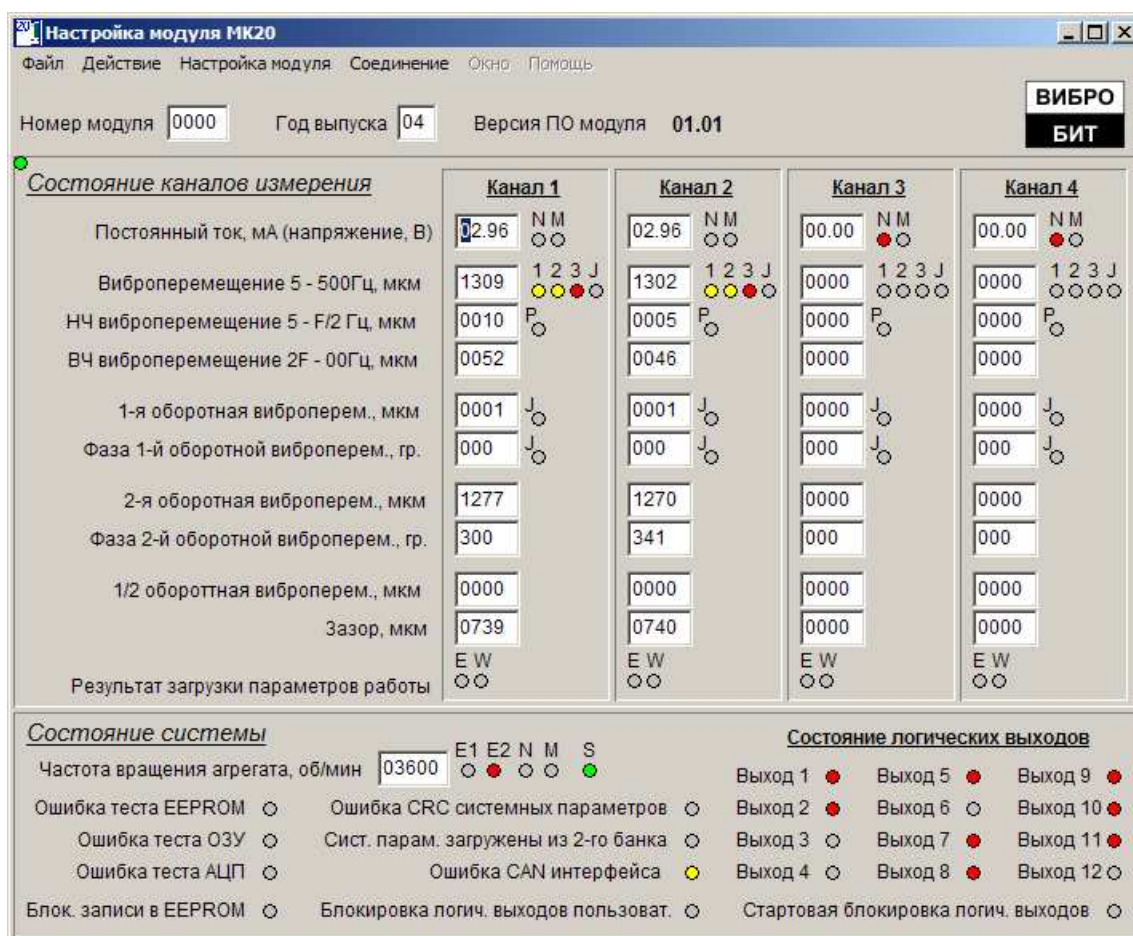 20 Настройка модуля МК20
Файл Действие Настройка модуля Соединение Окно Помощь
Номер модуля 0000 Год выпуска 04 Версия ПО модуля 01.01
ВИБРО
БИТ
Состояние каналов измерения Канал 1 Канал 2 Канал 3 Канал 4
Постоянный ток, мА (напряжение, В) 02.96 N M 02.96 N M 00.00 N M 00.00 N M
Виброперемещение 5 - 500Гц, мкм 1309 1 2 3 J 1302 1 2 3 J 0000 1 2 3 J 0000 1 2 3 J
НЧ виброперемещение 5 - F/2 Гц, мкм 0010 P 0005 P 0000 P 0000 P
ВЧ виброперемещение 2F - 00Гц, мкм 0052 0046 0000 0000
1-я оборотная виброперем., мкм 0001 J 0001 J 0000 J 0000 J
Фаза 1-й оборотной виброперем., гр. 000 J 000 J 000 J 000 J
2-я оборотная виброперем., мкм 1277 1270 0000 0000
Фаза 2-й оборотной виброперем., гр. 300 341 000 000
1/2 обороттная виброперем., мкм 0000 0000 0000 0000
Зазор, мкм 0739 0740 0000 0000
Результат загрузки параметров работы E W E W E W E W
Состояние системы
Частота вращения агрегата, об/мин 03600 E1 E2 N M S
Ошибка теста EEPROM Ошибка CRC системных параметров
Ошибка теста ОЗУ Сист. парам. загружены из 2-го банка
Ошибка теста АЦП Ошибка CAN интерфейса
Блок. записи в EEPROM Блокировка логич. выходов пользоват.
Состояние логических выходов
Выход 1 Выход 5 Выход 9
Выход 2 Выход 6 Выход 10
Выход 3 Выход 7 Выход 11
Выход 4 Выход 8 Выход 12
Стартовая блокировка логич. выходов